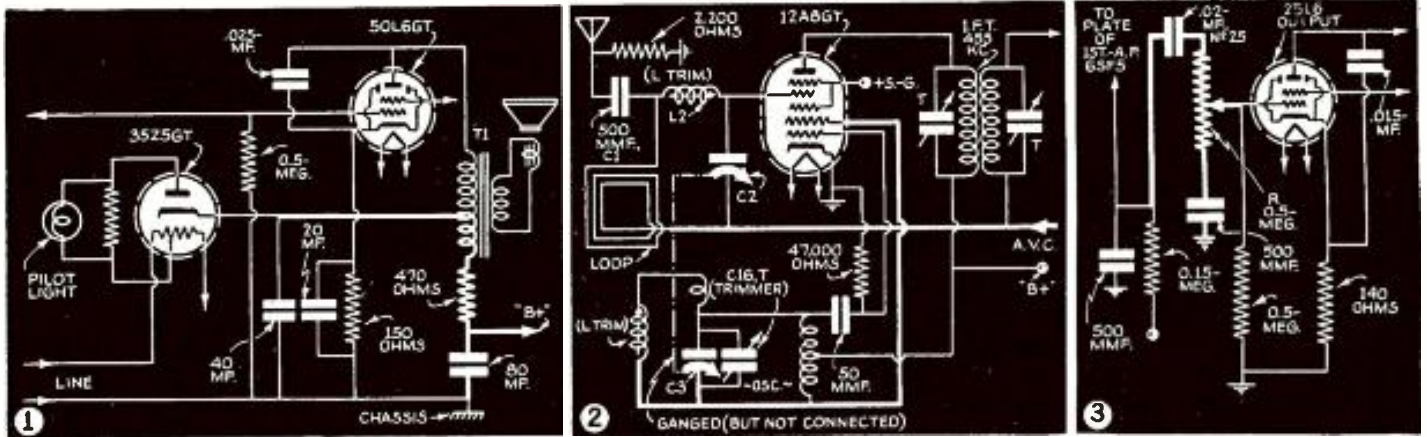 .025-
MF.
50L6GT
35Z5GT
T1
0.5-
MEG.
PILOT
LIGHT
20
MF.
470
OHMS
"B+"
40
MF.
150
OHMS
80
MF.
LINE
CHASSIS
1
2,200
OHMS
12A8GT
I.F.T.
455
KC.
(L TRIM)
L2
+S.-G.
500
MMF.,
C1
T
T
C2
LOOP
47,000
OHMS
A.V.C.
"B+"
C16,T
(TRIMMER)
(L TRIM)
C3
~OSC.~
50
MMF.
GANGED (BUT NOT CONNECTED)
2
TO
PLATE
OF
1ST.-A.F.
6SF5
.02-
MF.
Nº25
25L6
OUTPUT
.015-
MF.
R
0.5-
MEG.
500
MMF.
0.15-
MEG.
500
MMF.
0.5-
MEG.
140
OHMS
3